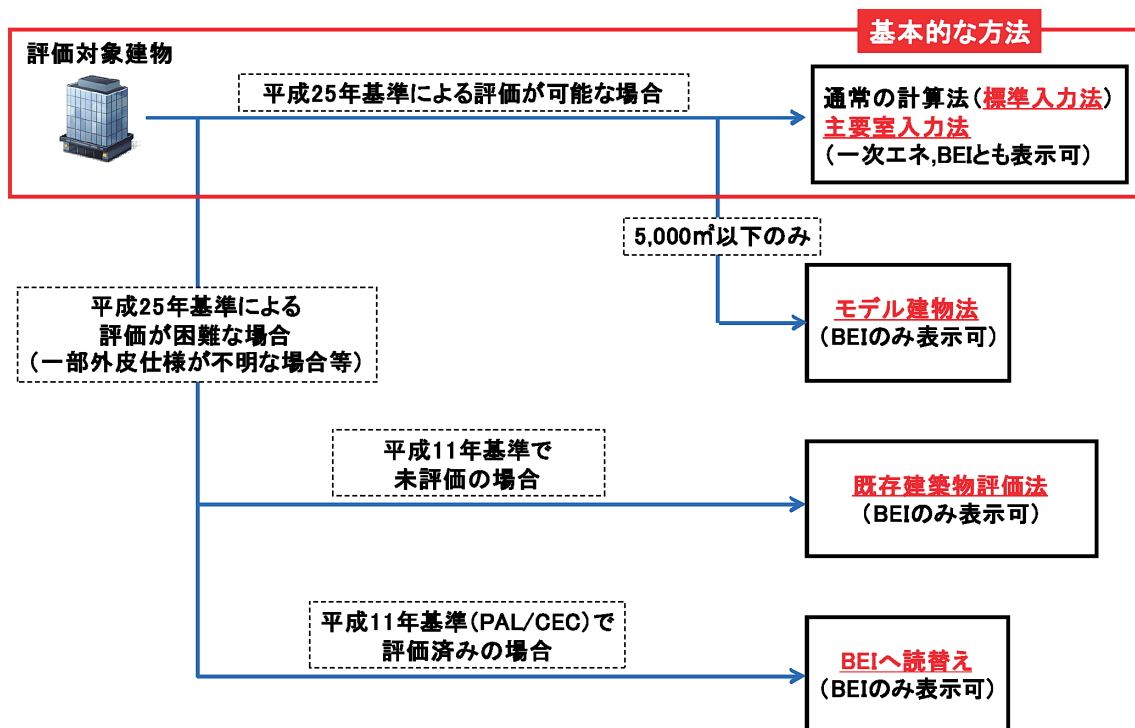 基本的な方法
評価対象建物
平成25年基準による評価が可能な場合
通常の計算法(標準入力法)
主要室入力法
(一次エネ,BEIとも表示可)
5,000㎡以下のみ
モデル建物法
(BEIのみ表示可)
平成25年基準による
評価が困難な場合
(一部外皮仕様が不明な場合等)
平成11年基準で
未評価の場合
既存建築物評価法
(BEIのみ表示可)
平成11年基準(PAL/CEC)で
評価済みの場合
BEIへ読替え
(BEIのみ表示可)